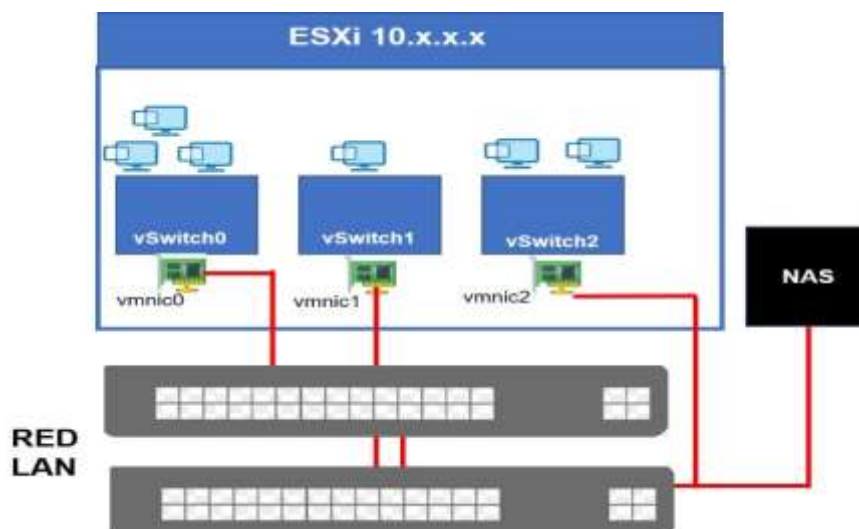 ESXi 10.x.x.x
vSwitch0
vSwitch1
vSwitch2
NAS
vmnic0
vmnic1
vmnic2
RED
LAN